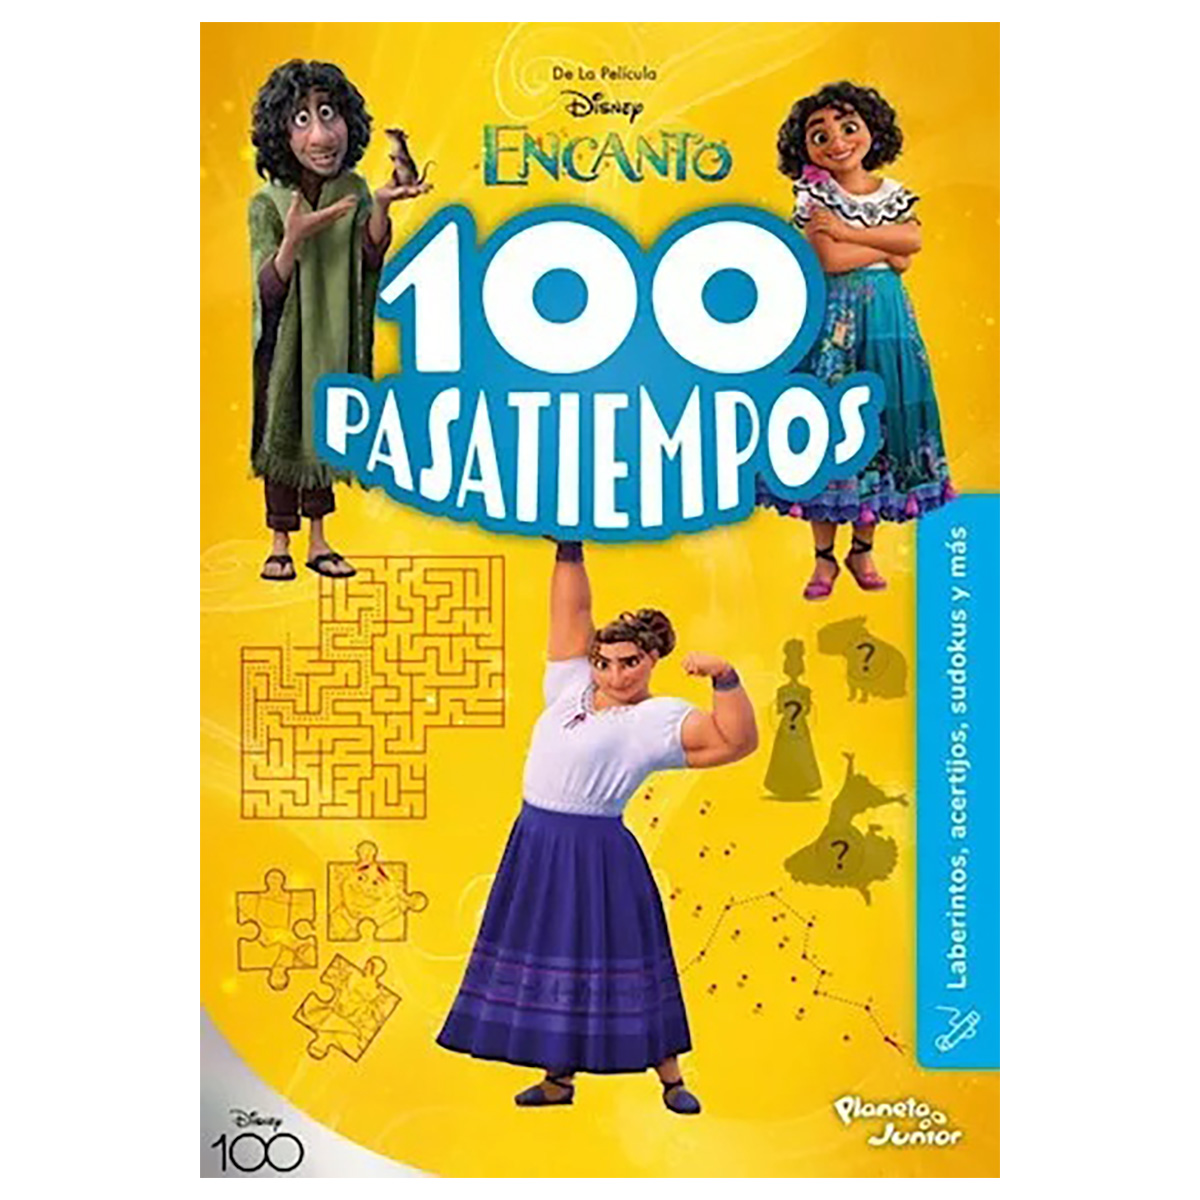 De La Película
Disney
ENCANTO
100
PASATIEMPOS
Laberintos, acertijos, sudokus y más
?
?
?
Disney
100
Planeta
Junior